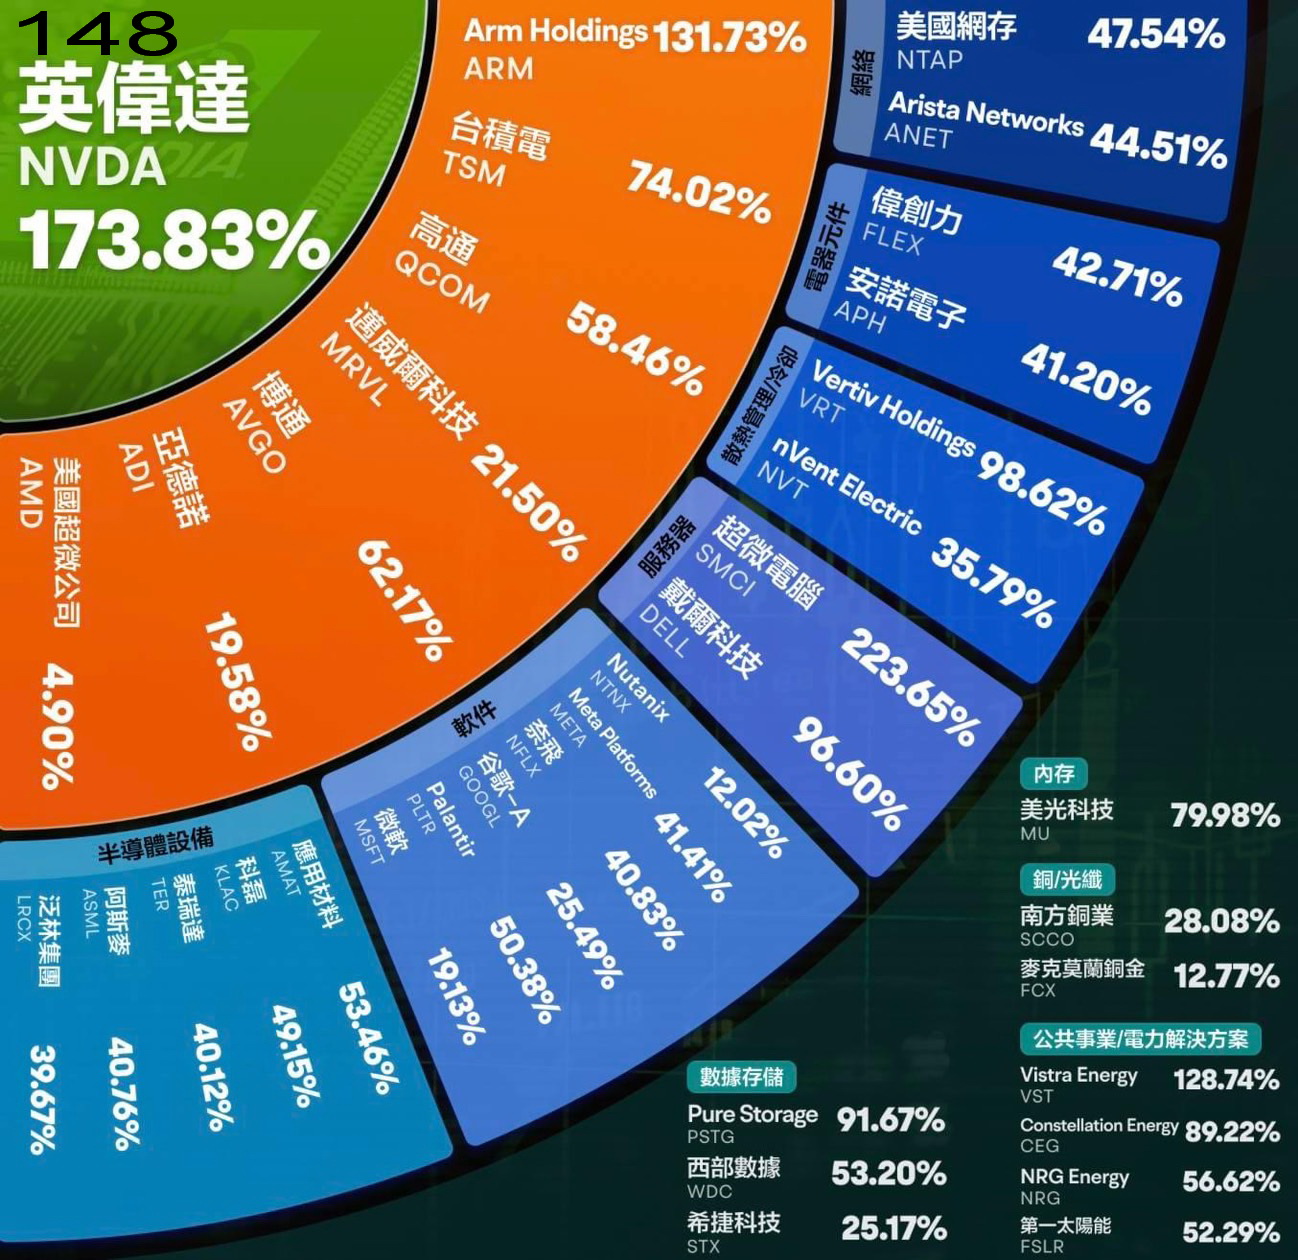 148
英偉達
NVDA
173.83%
Arm Holdings 131.73%
ARM
台積電
TSM
74.02%
高通
QCOM
58.46%
邁威爾科技
MRVL
21.50%
博通
AVGO
62.17%
亞德諾
ADI
19.58%
美國超微公司
AMD
4.90%
網絡
美國網存
NTAP
47.54%
Arista Networks
ANET
44.51%
電器元件
偉創力
FLEX
42.71%
安諾電子
APH
41.20%
散熱管理/冷卻
Vertiv Holdings
VRT
98.62%
nVent Electric
NVT
35.79%
服務器
超微電腦
SMCI
223.65%
戴爾科技
DELL
96.60%
軟件
Nutanix
NTNX
12.02%
Meta Platforms
META
41.41%
奈飛
NFLX
40.83%
谷歌-A
GOOGL
25.49%
Palantir
PLTR
50.38%
微軟
MSFT
19.13%
半導體設備
應用材料
AMAT
53.46%
科磊
KLAC
49.15%
泰瑞達
TER
40.12%
阿斯麥
ASML
40.76%
泛林集團
LRCX
39.67%
內存
美光科技 79.98%
MU
銅/光纖
南方銅業 28.08%
SCCO
麥克莫蘭銅金 12.77%
FCX
公共事業/電力解決方案
Vistra Energy 128.74%
VST
Constellation Energy 89.22%
CEG
NRG Energy 56.62%
NRG
第一太陽能 52.29%
FSLR
數據存儲
Pure Storage 91.67%
PSTG
西部數據 53.20%
WDC
希捷科技 25.17%
STX